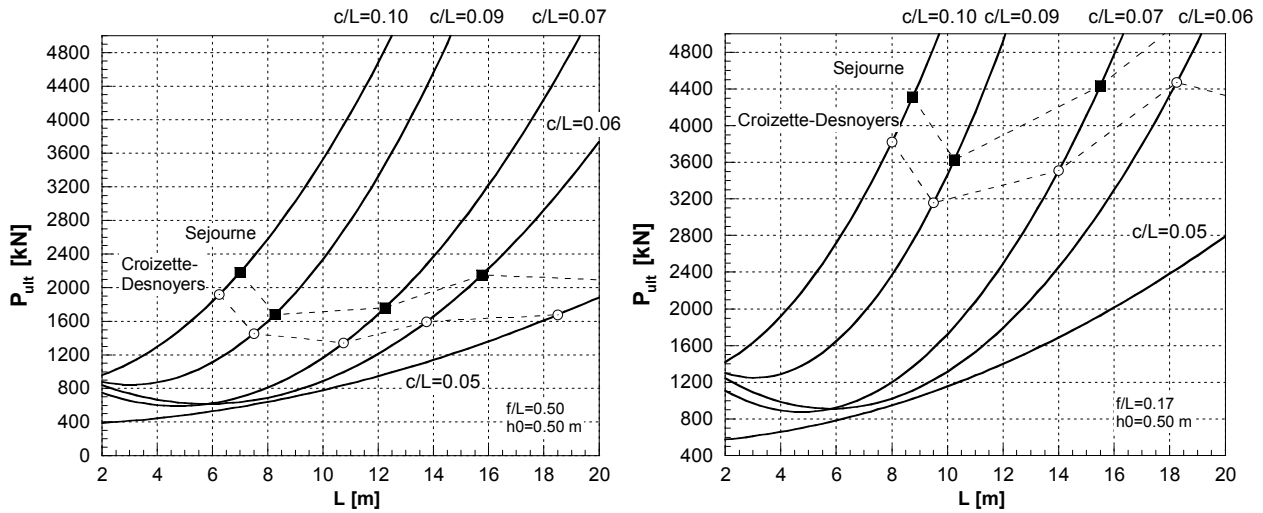 c/L=0.10 c/L=0.09 c/L=0.07
4800
4400
4000
3600
3200
2800
2400
2000
1600
1200
800
400
0
P_ult [kN]
c/L=0.06
Sejourne
Croizette-
Desnoyers
c/L=0.05
f/L=0.50
h0=0.50 m
2 4 6 8 10 12 14 16 18 20
L [m]
c/L=0.10 c/L=0.09 c/L=0.07 c/L=0.06
4800
4400
4000
3600
3200
2800
2400
2000
1600
1200
800
400
P_ult [kN]
Sejourne
Croizette-Desnoyers
c/L=0.05
f/L=0.17
h0=0.50 m
2 4 6 8 10 12 14 16 18 20
L [m]